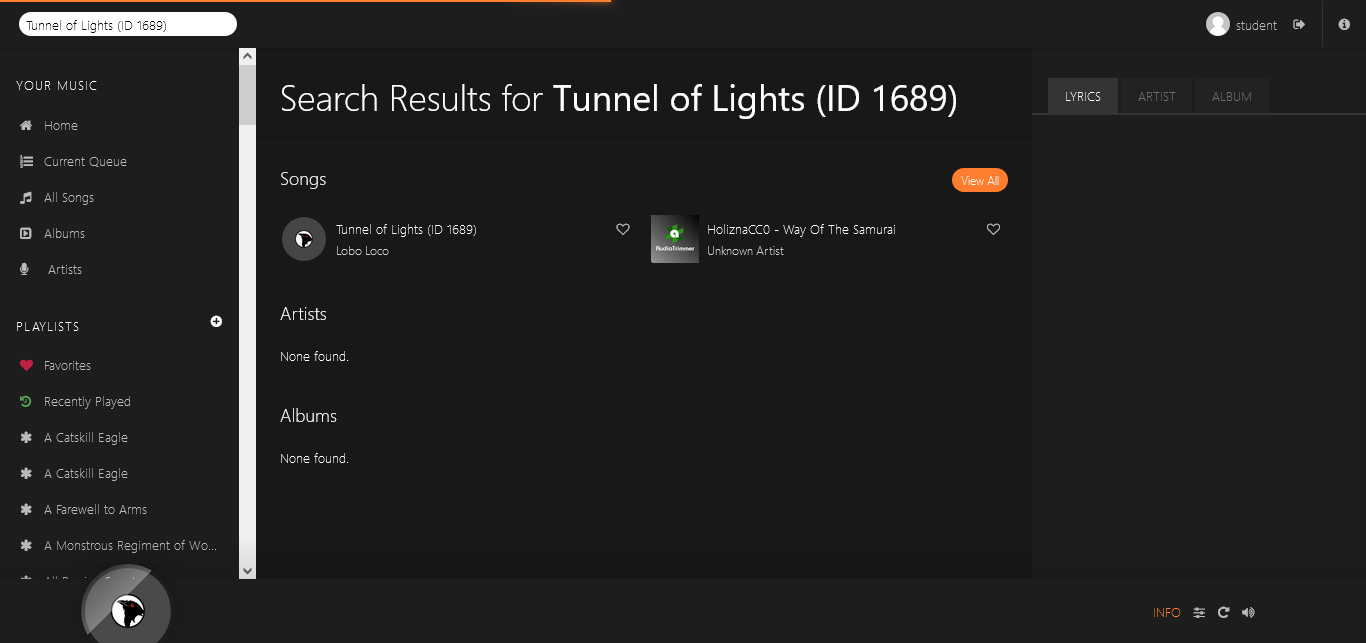 Tunnel of Lights (ID 1689)
student
YOUR MUSIC
Home
Current Queue
All Songs
Albums
Artists
PLAYLISTS
Favorites
Recently Played
A Catskill Eagle
A Catskill Eagle
A Farewell to Arms
A Monstrous Regiment of Wo...
Search Results for Tunnel of Lights (ID 1689)
Songs
View All
Tunnel of Lights (ID 1689)
Lobo Loco
AudioTrimmer
HoliznaCC0 - Way Of The Samurai
Unknown Artist
Artists
None found.
Albums
None found.
LYRICS
ARTIST
ALBUM
INFO